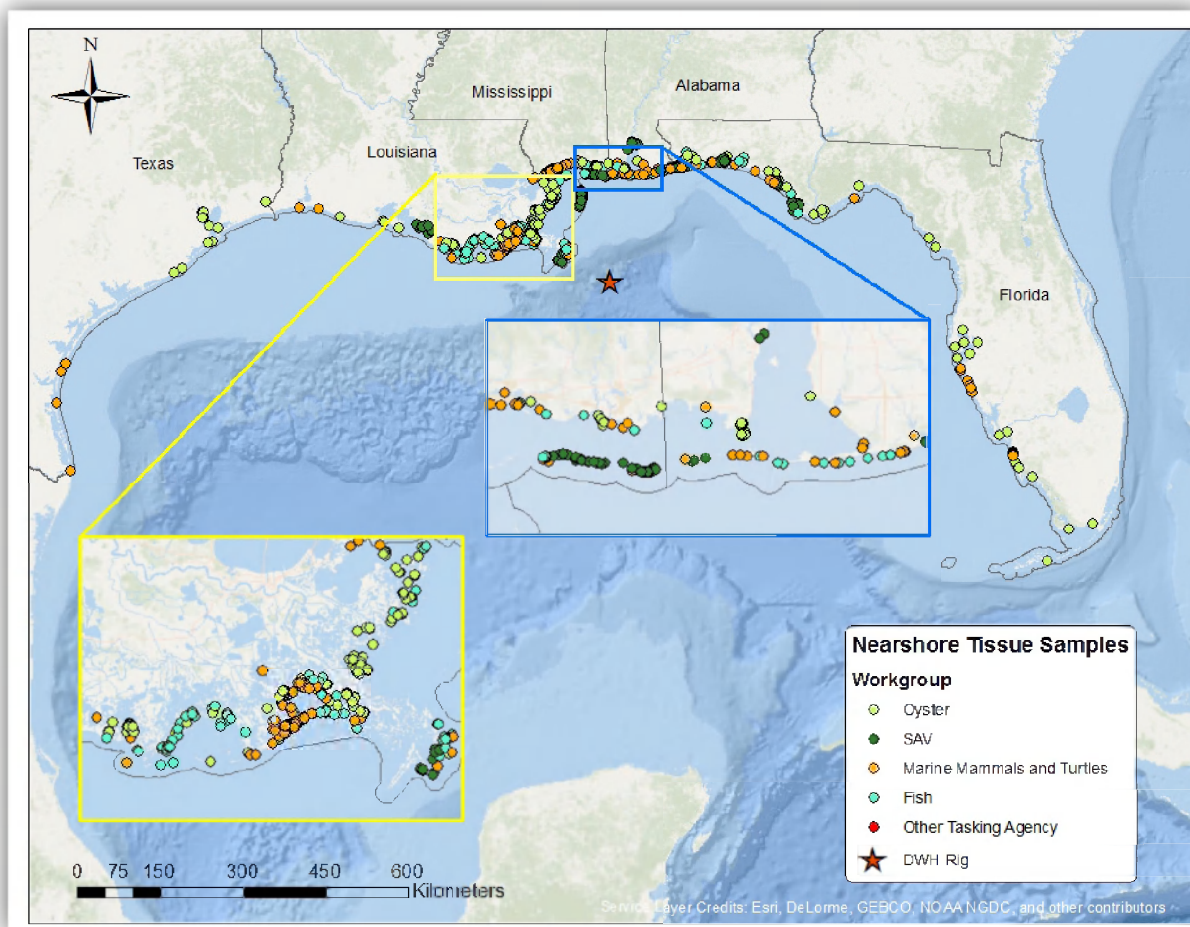 N
Mississippi
Alabama
Louisiana
Texas
Florida
Nearshore Tissue Samples
Workgroup
Oyster
SAV
Marine Mammals and Turtles
Fish
Other Tasking Agency
DWH Rig
0 75 150 300 450 600
Kilometers
Service Layer Credits: Esri, DeLorme, GEBCO, NOAA NGDC, and other contributors